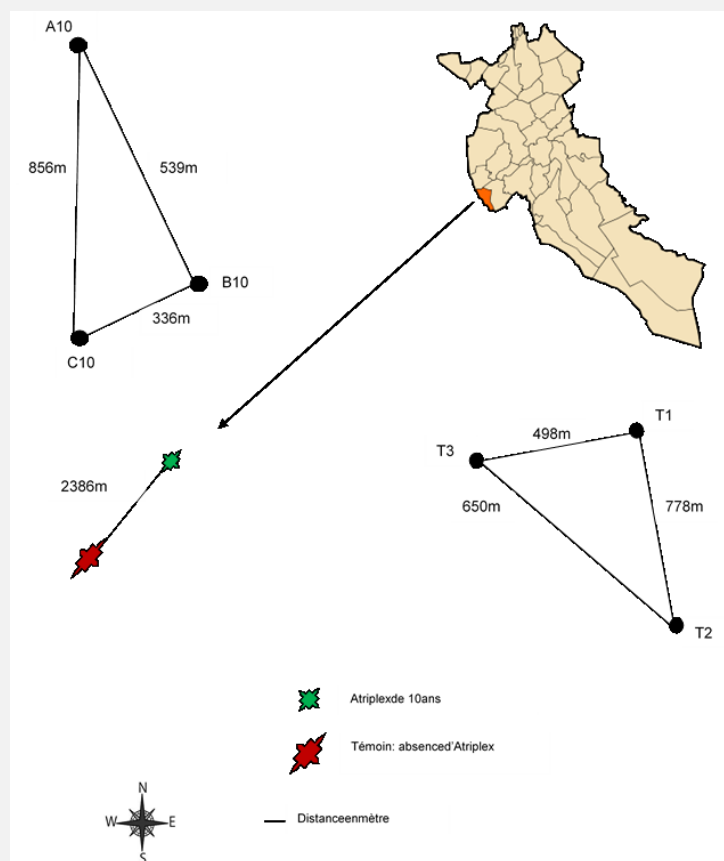 A10
856m
539m
B10
336m
C10
T1
498m
T3
2386m
650m
778m
T2
Atriplexde 10ans
Témoin: absenced'Atriplex
N
W
E
S
Distanceenmètre